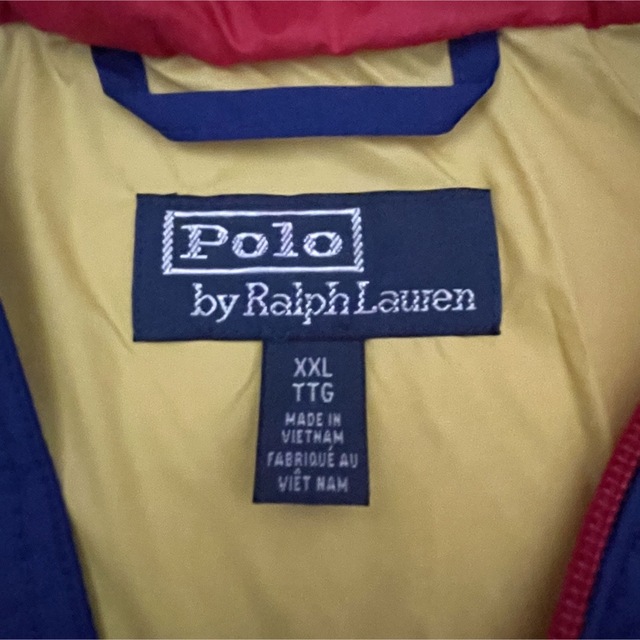 Polo
by Ralph Lauren
XXL
TTG
MADE IN
VIETNAM
FABRIQUÉ AU
VIÊT NAM